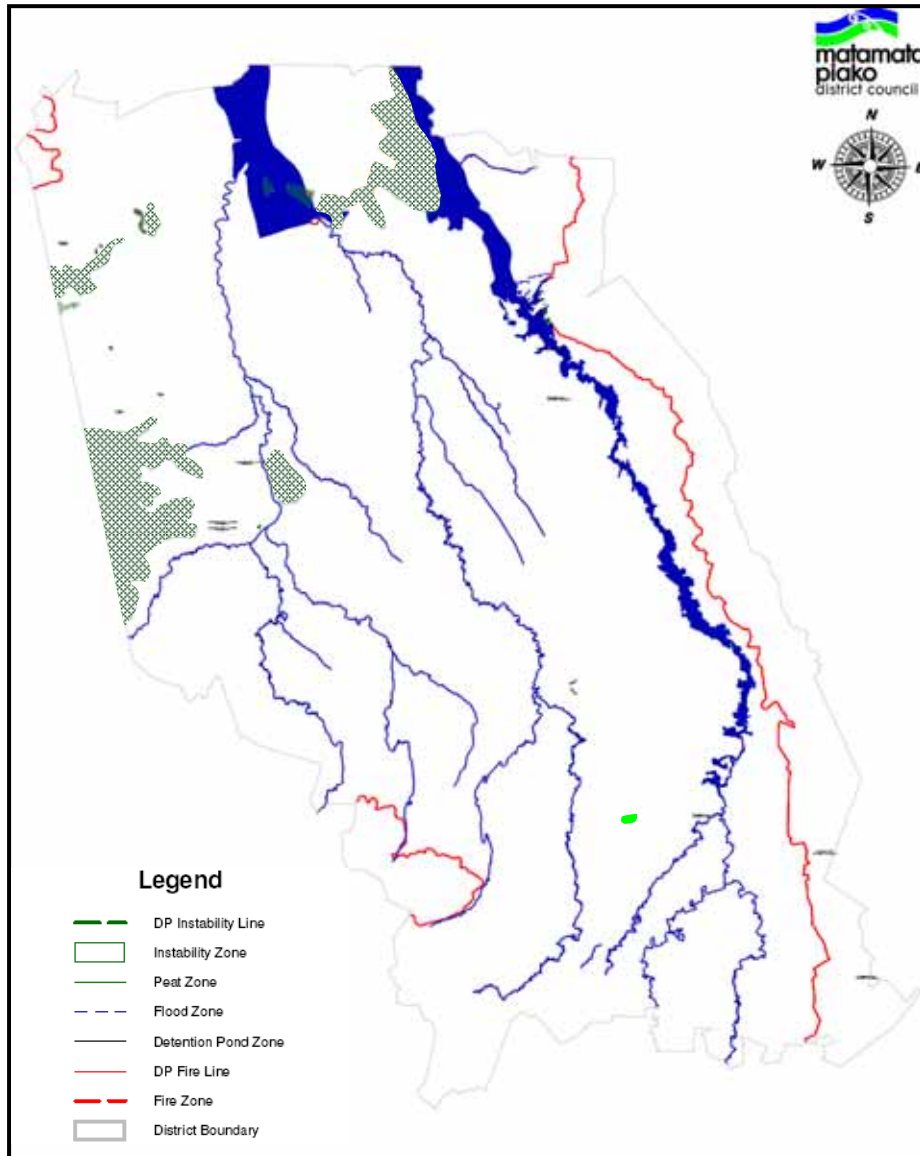 matamata
piako
district council
N
W
E
S
Legend
DP Instability Line
Instability Zone
Peat Zone
Flood Zone
Detention Pond Zone
DP Fire Line
Fire Zone
District Boundary